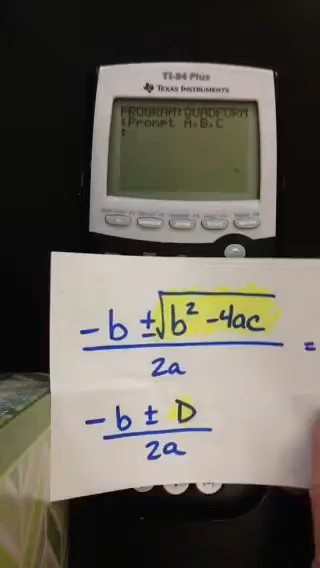 TI-84 Plus
TEXAS INSTRUMENTS
PROGRAM:QUADFORM
:Prompt A,B,C
:
-b ±√b² -4ac
2a
=
-b ± D
2a